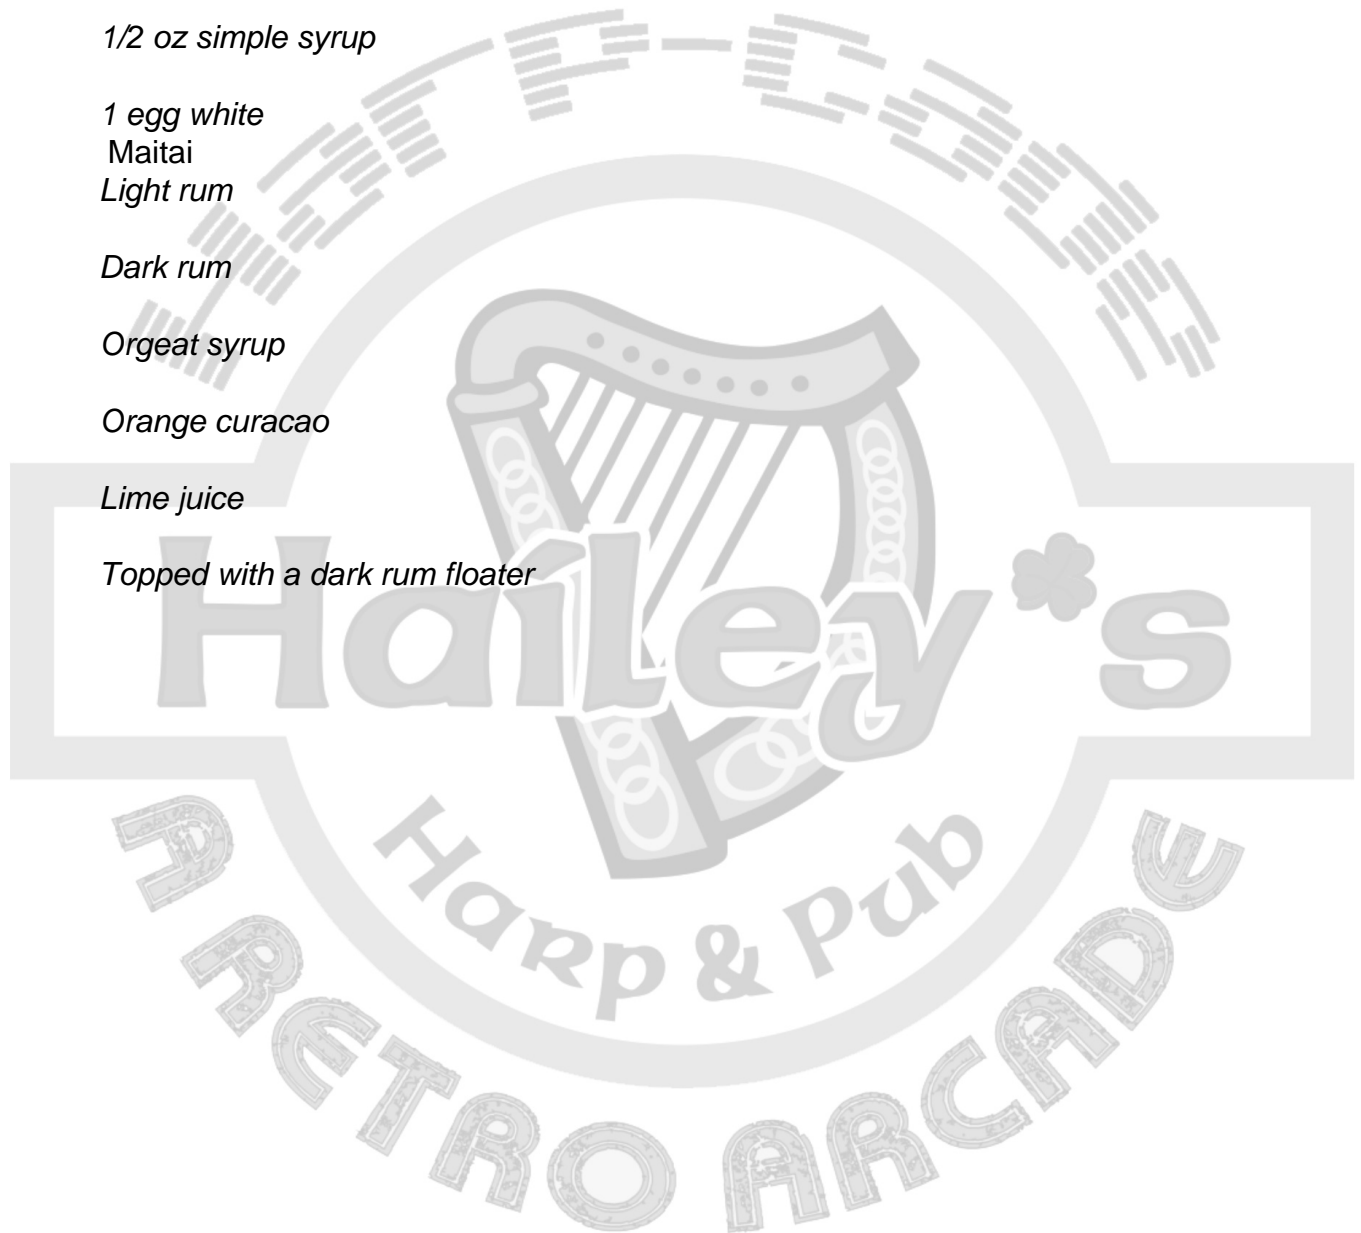 1/2 oz simple syrup
1 egg white
Maitai
Light rum
Dark rum
Orgeat syrup
Orange curacao
Lime juice
Topped with a dark rum floater
Hailey's
Harp & Pub
A RETRO ARCADE